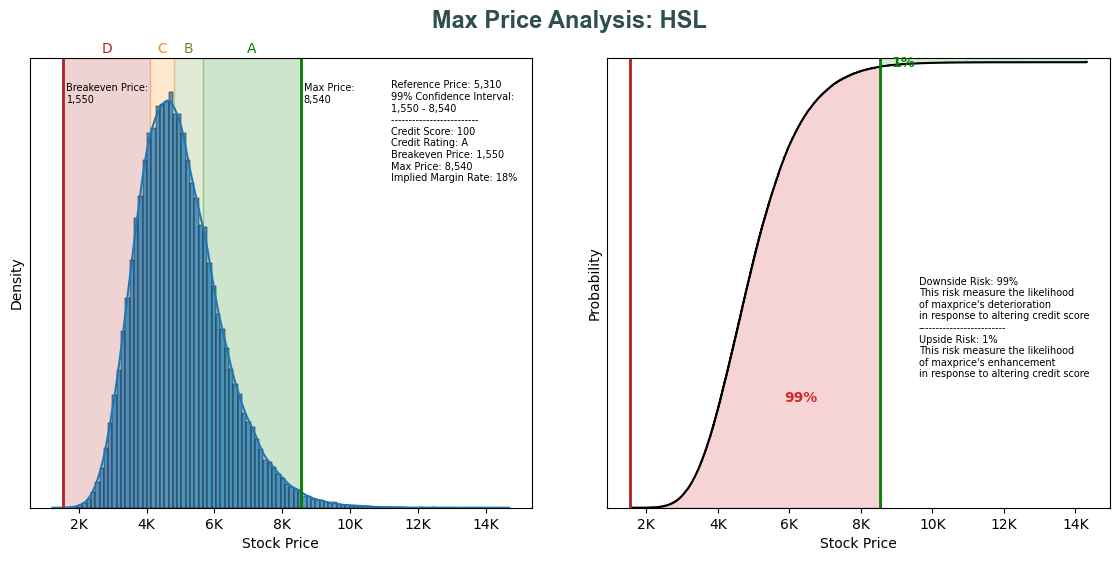 Max Price Analysis: HSL
D C B A
Breakeven Price:
1,550
Max Price:
8,540
Reference Price: 5,310
99% Confidence Interval:
1,550 - 8,540
-------------------------
Credit Score: 100
Credit Rating: A
Breakeven Price: 1,550
Max Price: 8,540
Implied Margin Rate: 18%
Density
2K 4K 6K 8K 10K 12K 14K
Stock Price
1%
Downside Risk: 99%
This risk measure the likelihood
of maxprice's deterioration
in response to altering credit score
-------------------------
Upside Risk: 1%
This risk measure the likelihood
of maxprice's enhancement
in response to altering credit score
99%
Probability
2K 4K 6K 8K 10K 12K 14K
Stock Price